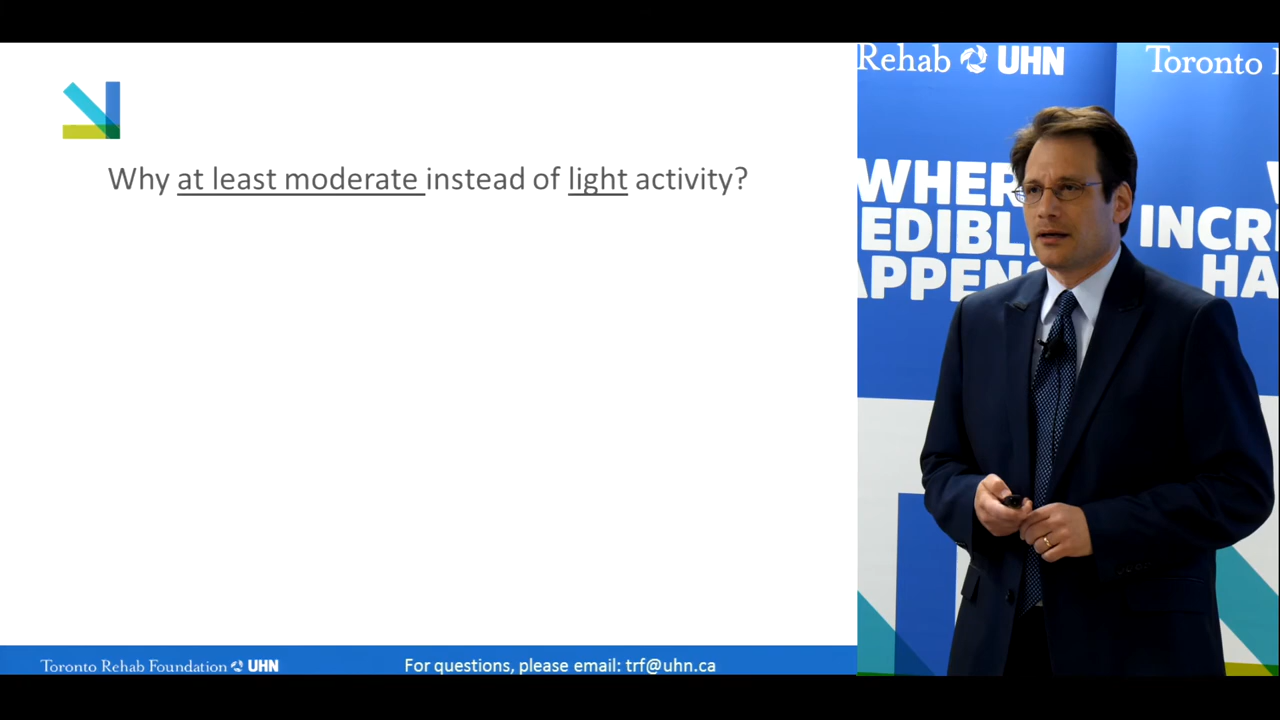 Why at least moderate instead of light activity?
Toronto Rehab Foundation UHN
For questions, please email: trf@uhn.ca
Rehab UHN
Toronto
WHER
EDIBL
APPENS
INCR
HA